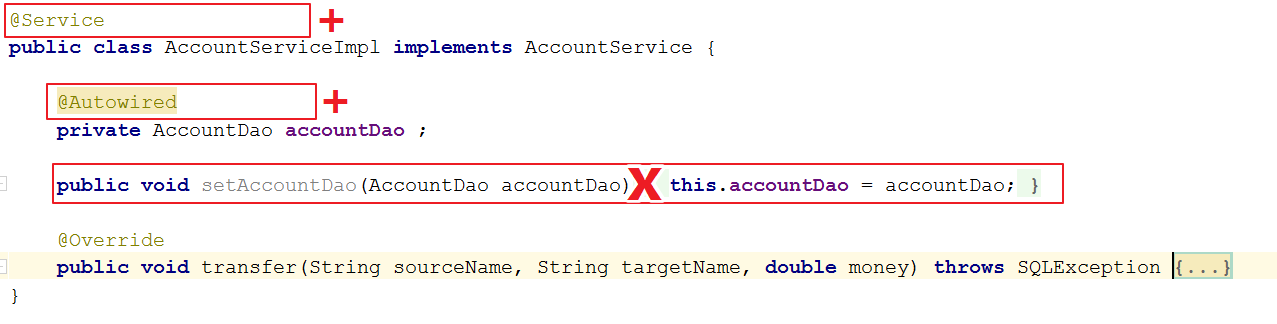 @Service +
public class AccountServiceImpl implements AccountService {
@Autowired +
private AccountDao accountDao ;
public void setAccountDao(AccountDao accountDao) X this.accountDao = accountDao; }
@Override
public void transfer(String sourceName, String targetName, double money) throws SQLException {...}
}